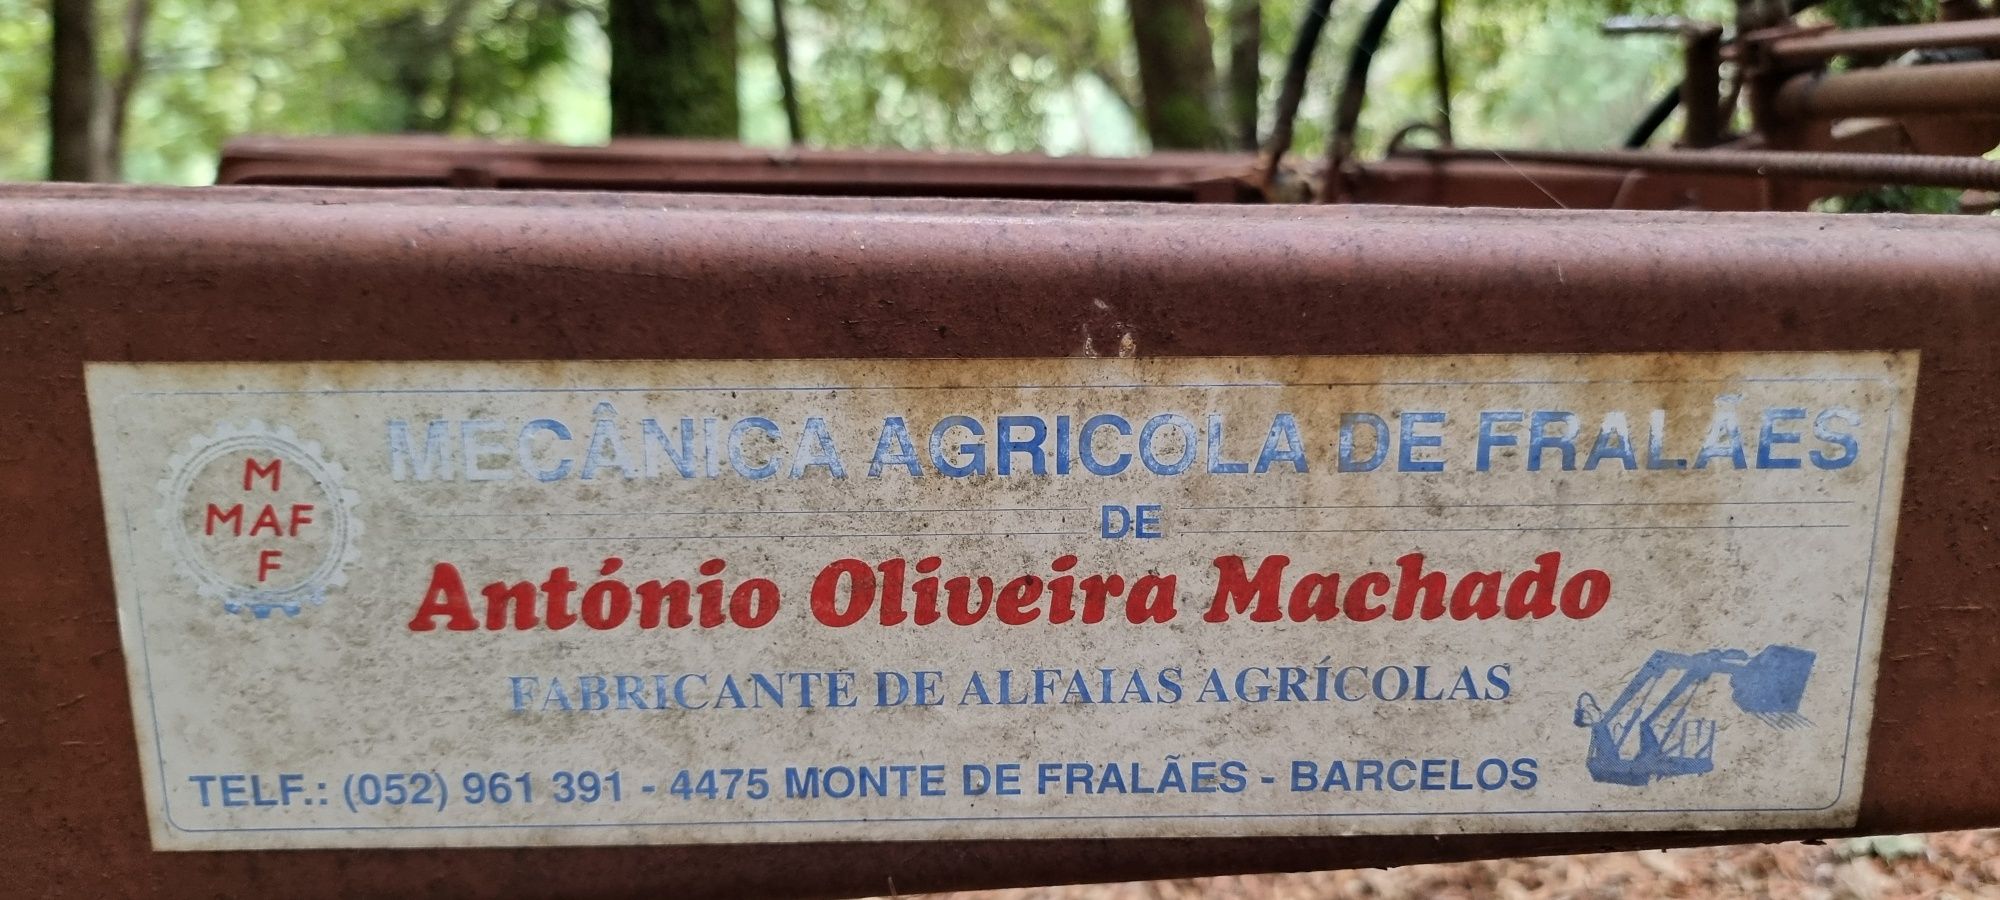 M
MAF
F
MECÂNICA AGRICOLA DE FRALÃES
DE
António Oliveira Machado
FABRICANTE DE ALFAIAS AGRÍCOLAS
TELF.: (052) 961 391 - 4475 MONTE DE FRALÃES - BARCELOS